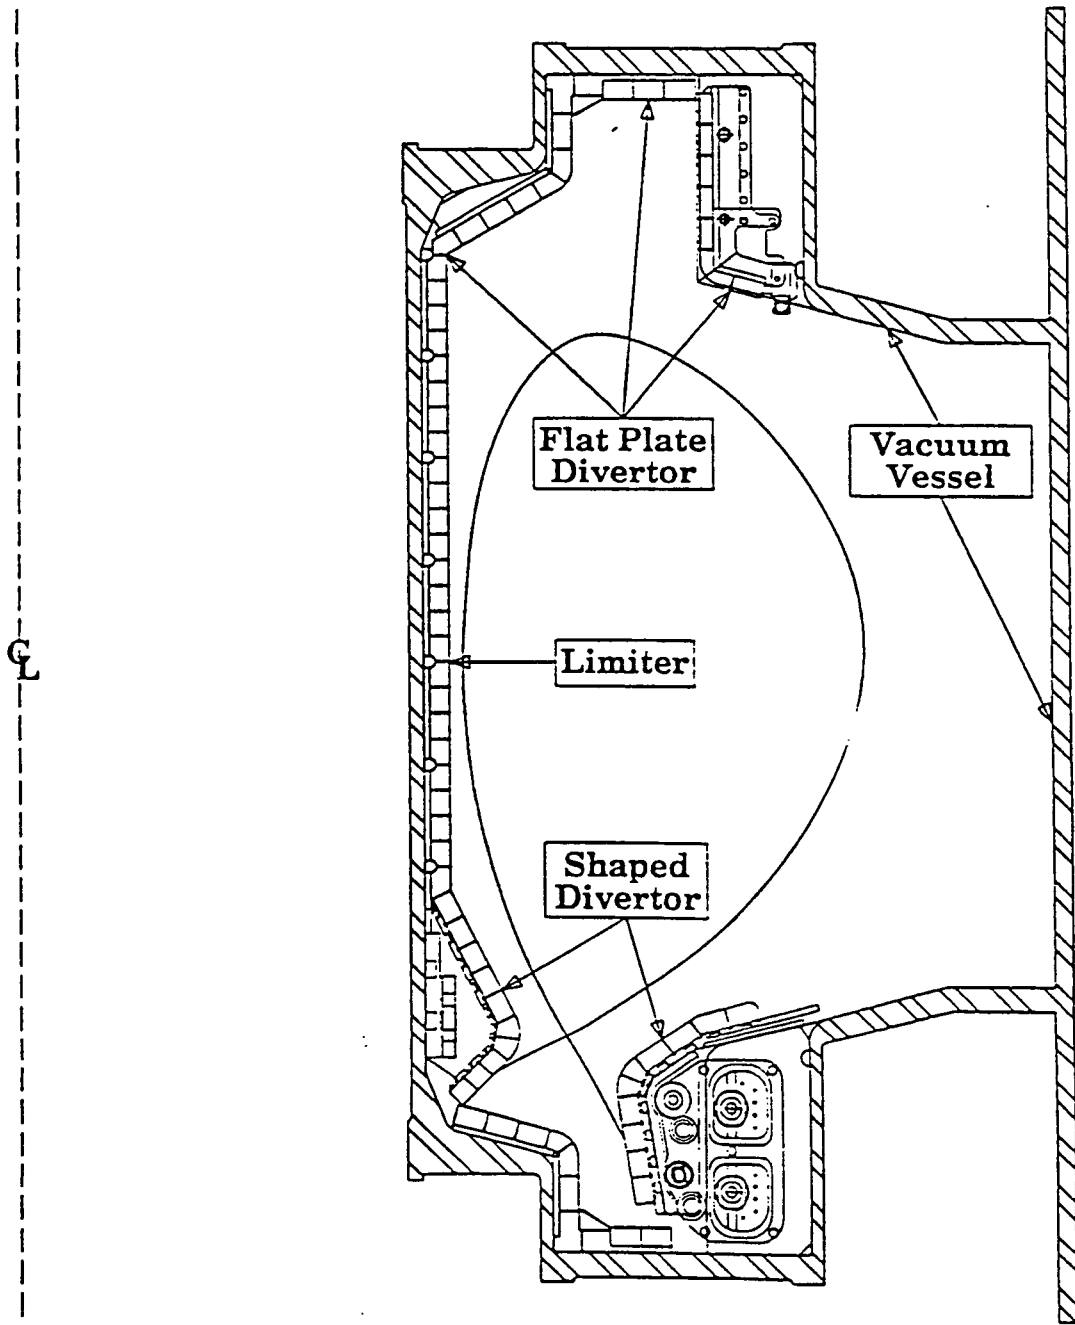 Flat Plate
Divertor
Vacuum
Vessel
CL
Limiter
Shaped
Divertor